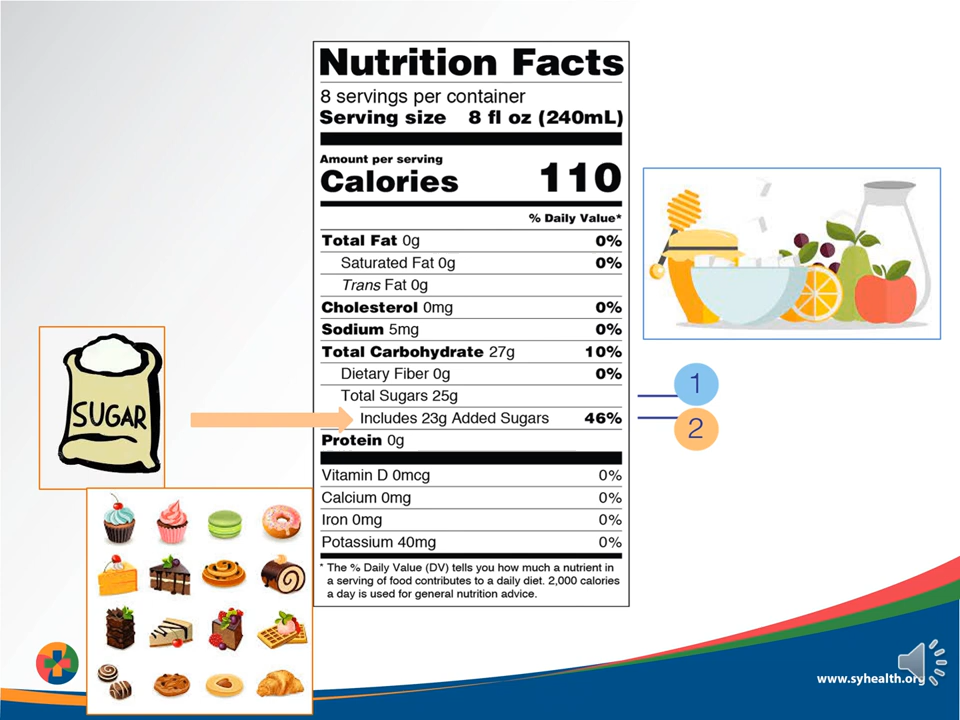 Nutrition Facts
8 servings per container
Serving size 8 fl oz (240mL)
Amount per serving
Calories 110
% Daily Value*
Total Fat 0g 0%
Saturated Fat 0g 0%
Trans Fat 0g
Cholesterol 0mg 0%
Sodium 5mg 0%
Total Carbohydrate 27g 10%
Dietary Fiber 0g 0%
Total Sugars 25g
Includes 23g Added Sugars 46%
Protein 0g
Vitamin D 0mcg 0%
Calcium 0mg 0%
Iron 0mg 0%
Potassium 40mg 0%
* The % Daily Value (DV) tells you how much a nutrient in
a serving of food contributes to a daily diet. 2,000 calories
a day is used for general nutrition advice.
SUGAR
1
2
www.syhealth.org